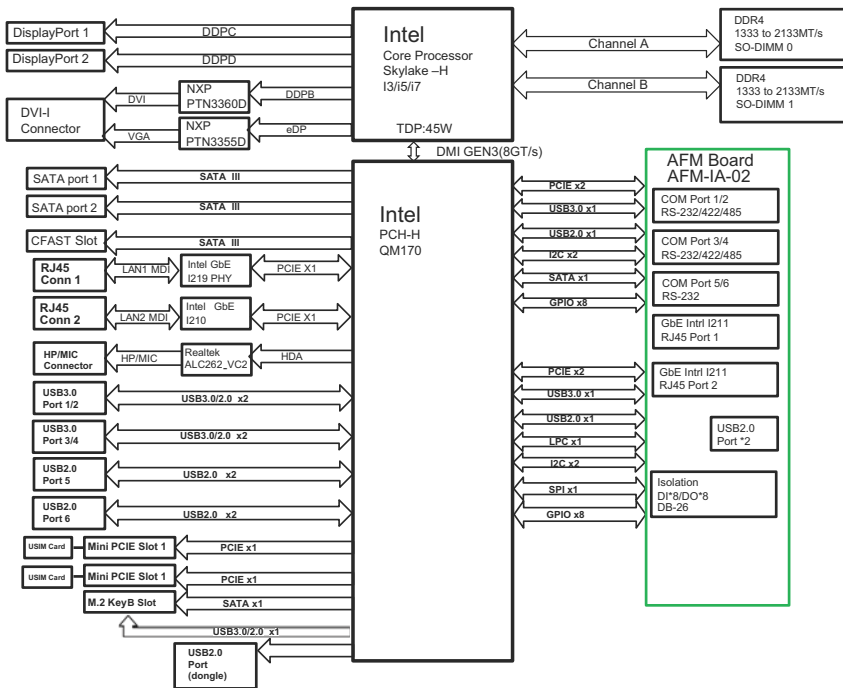 DisplayPort 1
DDPC
DisplayPort 2
DDPD
DVI-I
Connector
DVI
NXP
PTN3360D
DDPB
VGA
NXP
PTN3355D
eDP
Intel
Core Processor
Skylake –H
I3/i5/i7
TDP:45W
Channel A
DDR4
1333 to 2133MT/s
SO-DIMM 0
Channel B
DDR4
1333 to 2133MT/s
SO-DIMM 1
DMI GEN3(8GT/s)
SATA port 1
SATA III
SATA port 2
SATA III
CFAST Slot
SATA III
RJ45
Conn 1
LAN1 MDI
Intel GbE
I219 PHY
PCIE X1
RJ45
Conn 2
LAN2 MDI
Intel GbE
I210
PCIE X1
HP/MIC
Connector
HP/MIC
Realtek
ALC262_VC2
HDA
USB3.0
Port 1/2
USB3.0/2.0 x2
USB3.0
Port 3/4
USB3.0/2.0 x2
USB2.0
Port 5
USB2.0 x2
USB2.0
Port 6
USB2.0 x2
USIM Card
Mini PCIE Slot 1
PCIE x1
USIM Card
Mini PCIE Slot 1
PCIE x1
M.2 KeyB Slot
SATA x1
USB3.0/2.0 x1
USB2.0
Port
(dongle)
Intel
PCH-H
QM170
PCIE x2
USB3.0 x1
USB2.0 x1
I2C x2
SATA x1
GPIO x8
PCIE x2
USB3.0 x1
USB2.0 x1
LPC x1
I2C x2
SPI x1
GPIO x8
AFM Board
AFM-IA-02
COM Port 1/2
RS-232/422/485
COM Port 3/4
RS-232/422/485
COM Port 5/6
RS-232
GbE Intrl I211
RJ45 Port 1
GbE Intrl I211
RJ45 Port 2
USB2.0
Port *2
Isolation
DI*8/DO*8
DB-26